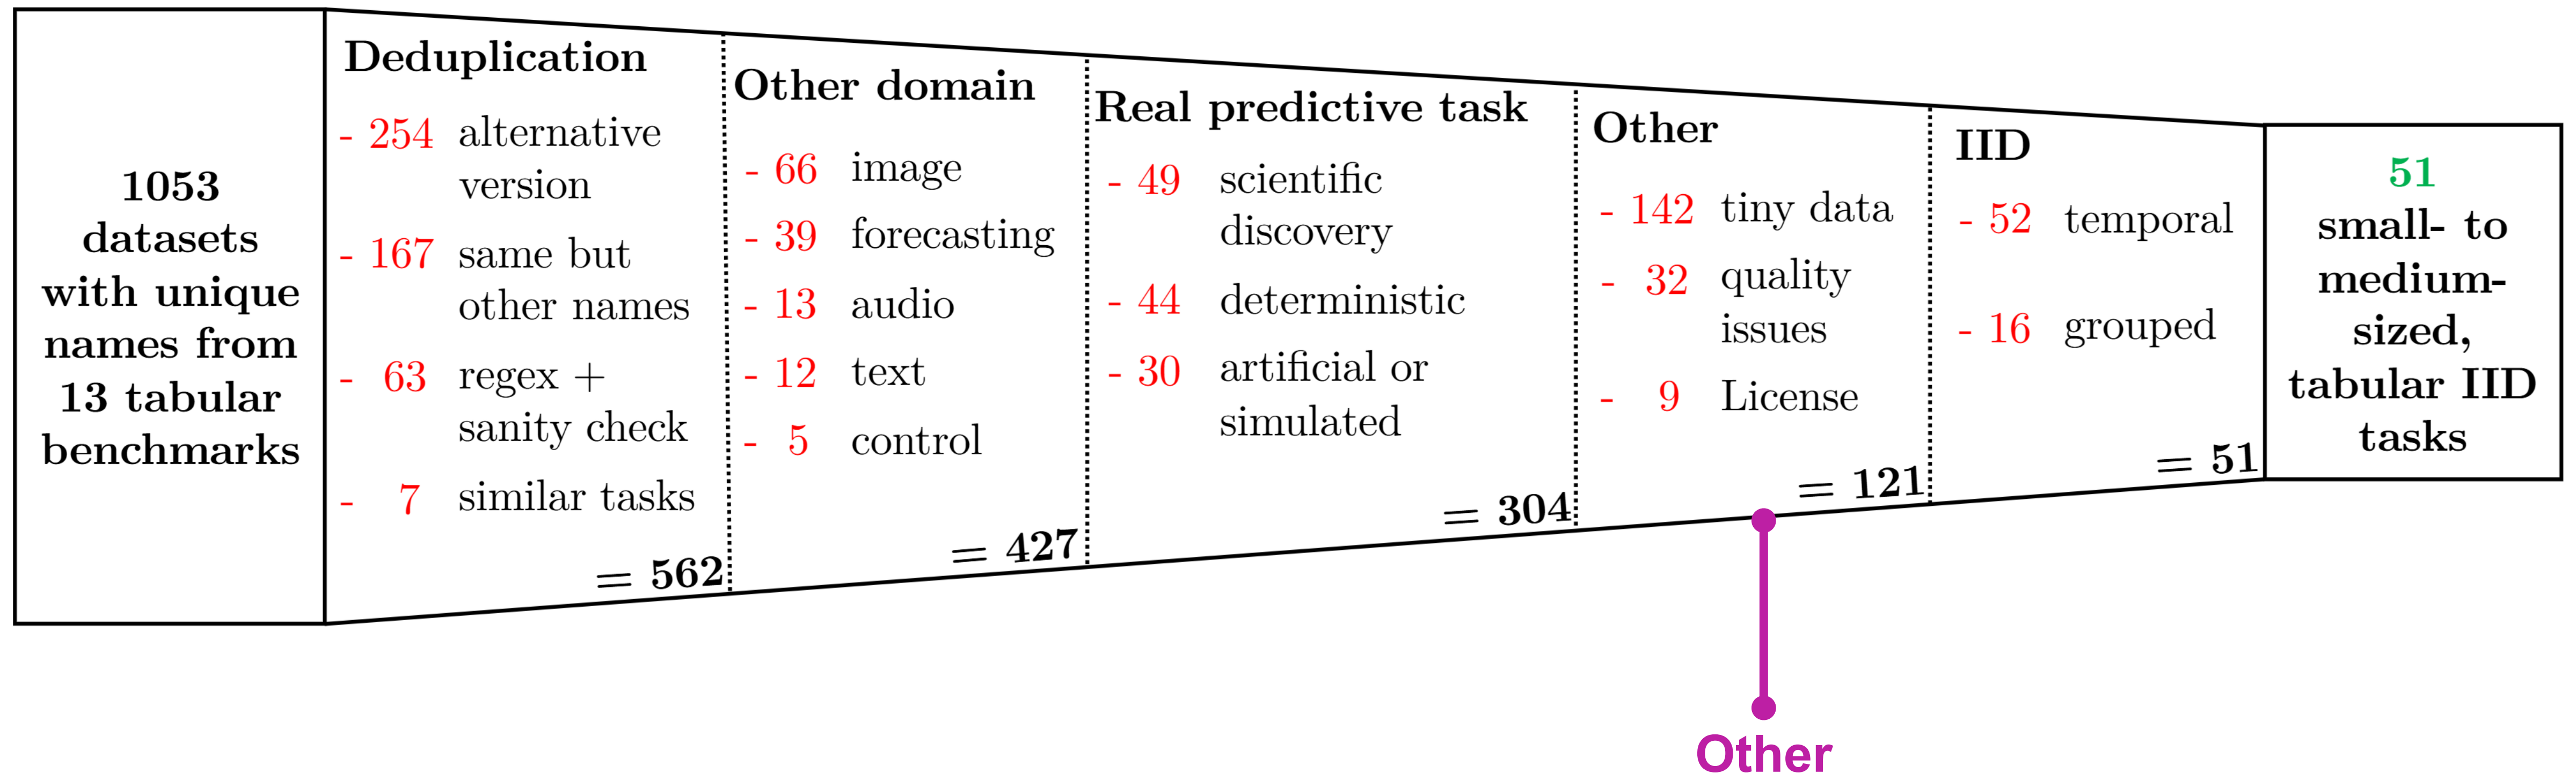 1053
datasets
with unique
names from
13 tabular
benchmarks
Deduplication
- 254 alternative
version
- 167 same but
other names
- 63 regex +
sanity check
- 7 similar tasks
= 562
Other domain
- 66 image
- 39 forecasting
- 13 audio
- 12 text
- 5 control
= 427
Real predictive task
- 49 scientific
discovery
- 44 deterministic
- 30 artificial or
simulated
= 304
Other
- 142 tiny data
- 32 quality
issues
- 9 License
= 121
IID
- 52 temporal
- 16 grouped
= 51
51
small- to
medium-
sized,
tabular IID
tasks
Other